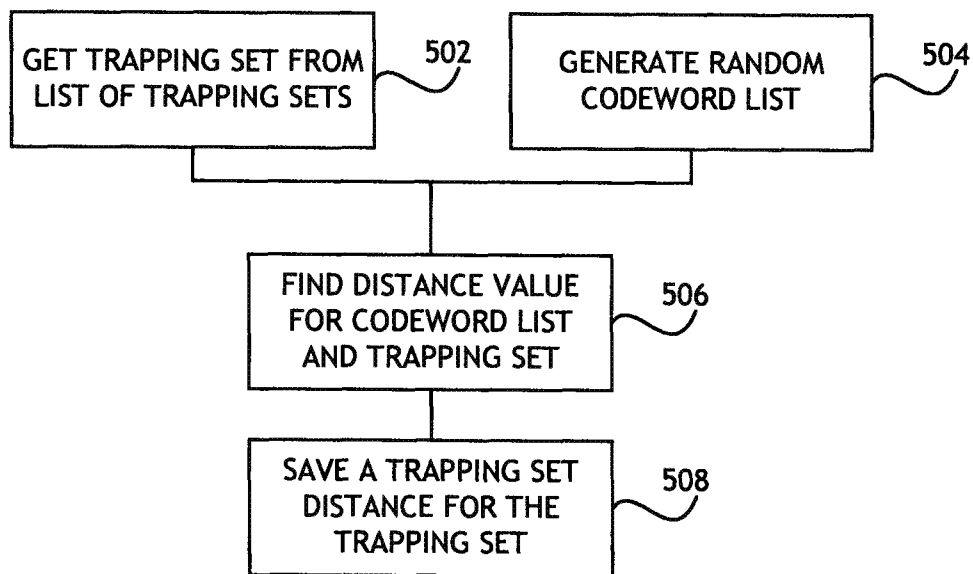 GET TRAPPING SET FROM
LIST OF TRAPPING SETS
502
GENERATE RANDOM
CODEWORD LIST
504
FIND DISTANCE VALUE
FOR CODEWORD LIST
AND TRAPPING SET
506
SAVE A TRAPPING SET
DISTANCE FOR THE
TRAPPING SET
508